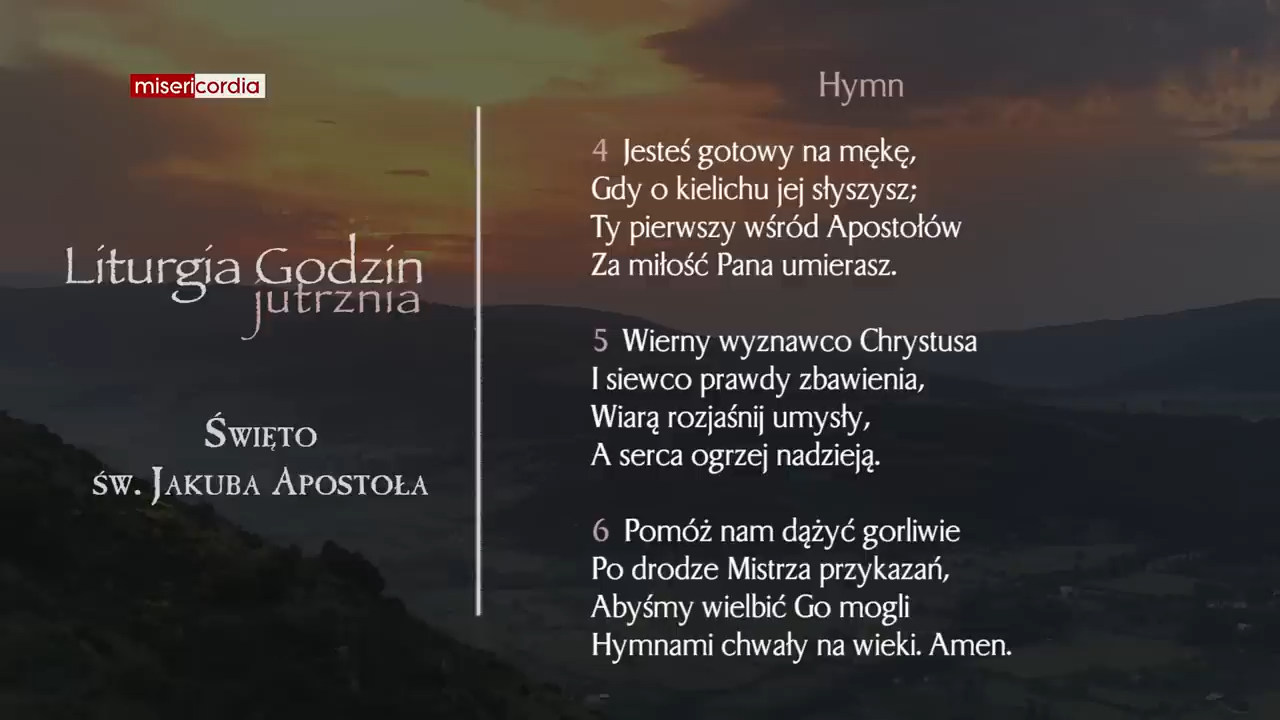 misericordia
Liturgia Godzin
jutrznia
Święto
św. Jakuba Apostoła
Hymn
4 Jesteś gotowy na mękę,
Gdy o kielichu jej słyszysz;
Ty pierwszy wśród Apostołów
Za miłość Pana umierasz.
5 Wierny wyznawco Chrystusa
I siewco prawdy zbawienia,
Wiarą rozjaśnij umysły,
A serca ogrzej nadzieją.
6 Pomóż nam dążyć gorliwie
Po drodze Mistrza przykazań,
Abyśmy wielbić Go mogli
Hymnami chwały na wieki. Amen.